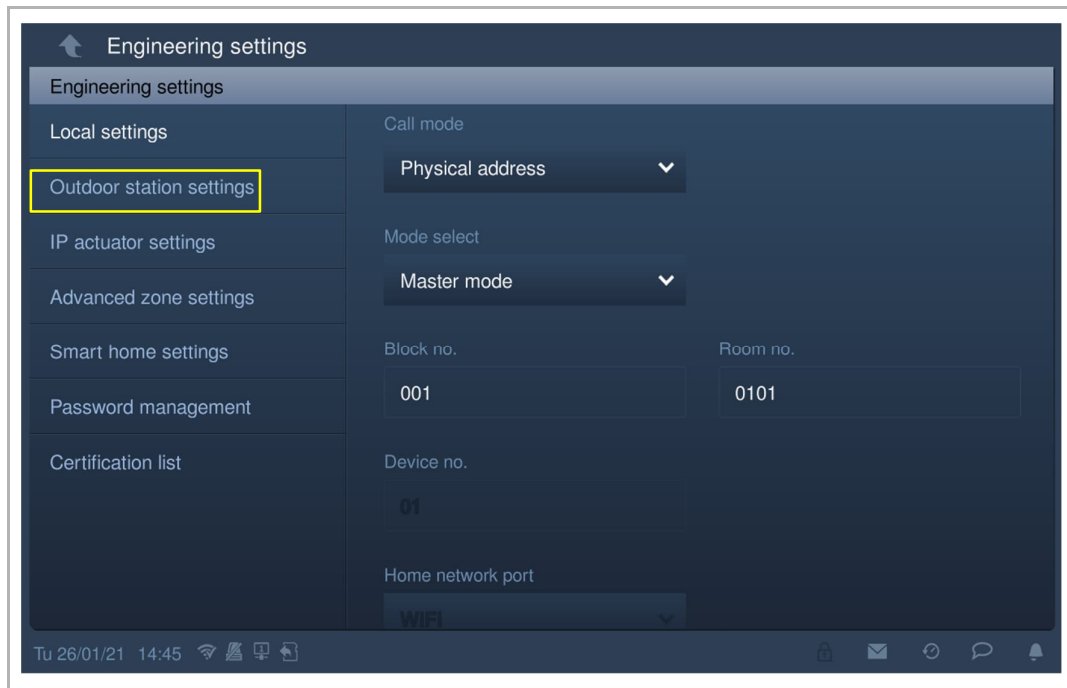 Engineering settings
Engineering settings
Local settings
Outdoor station settings
IP actuator settings
Advanced zone settings
Smart home settings
Password management
Certification list
Call mode
Physical address
Mode select
Master mode
Block no. Room no.
001 0101
Device no.
01
Home network port
WIFI
Tu 26/01/21 14:45